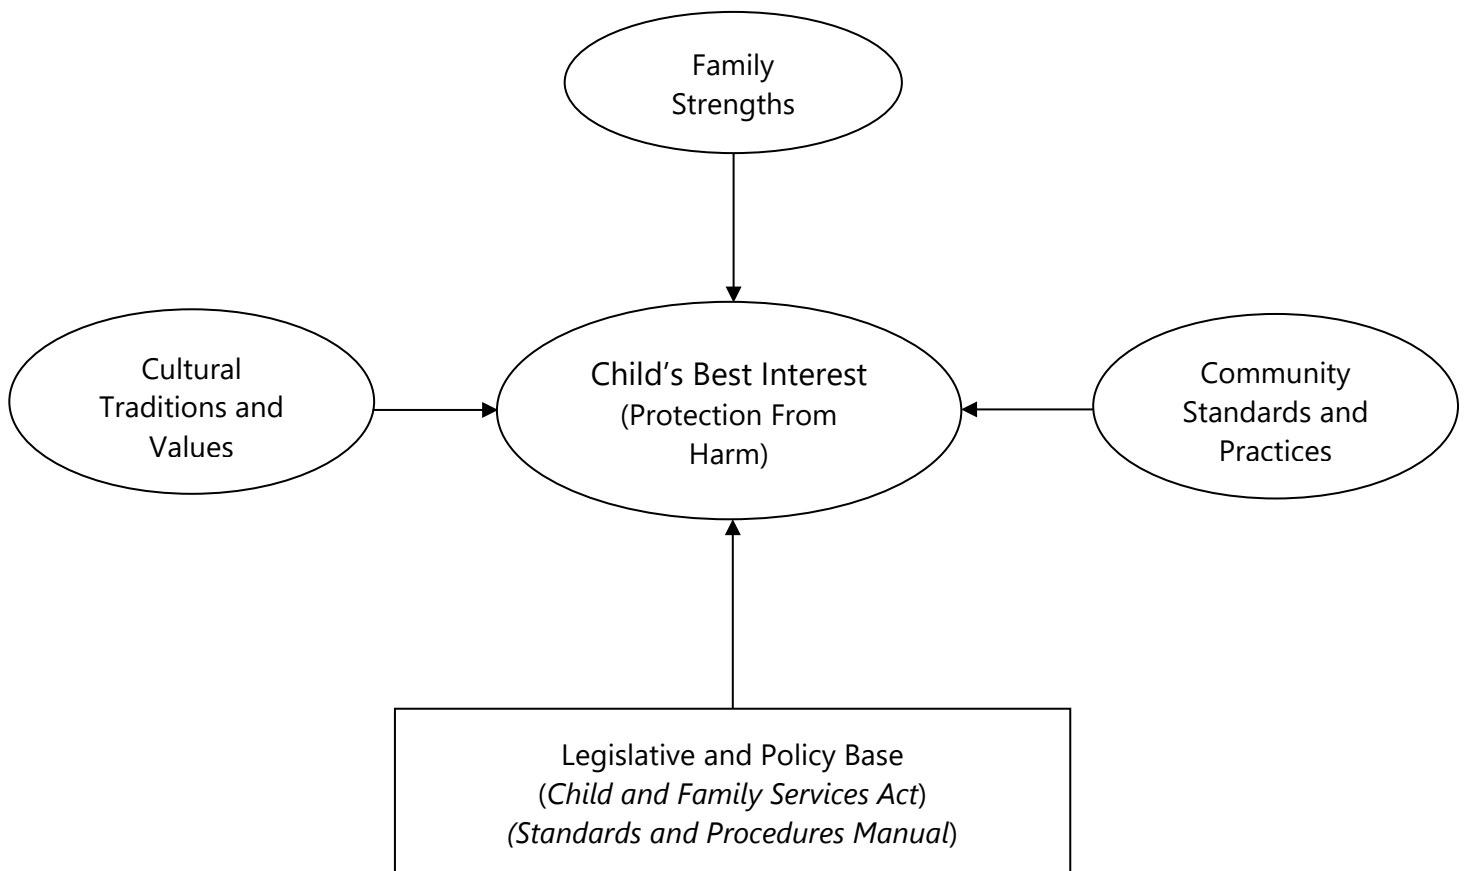 Family
Strengths
Cultural
Traditions and
Values
Child’s Best Interest
(Protection From
Harm)
Community
Standards and
Practices
Legislative and Policy Base
(Child and Family Services Act)
(Standards and Procedures Manual)